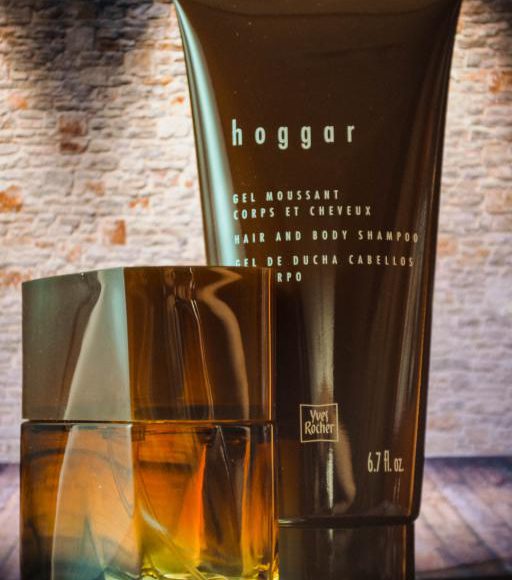 hoggar
GEL MOUSSANT
CORPS ET CHEVEUX
HAIR AND BODY SHAMPOO
GEL DE DUCHA CABELLOS
RPO
Yves
Rocher
6.7 fl. oz.